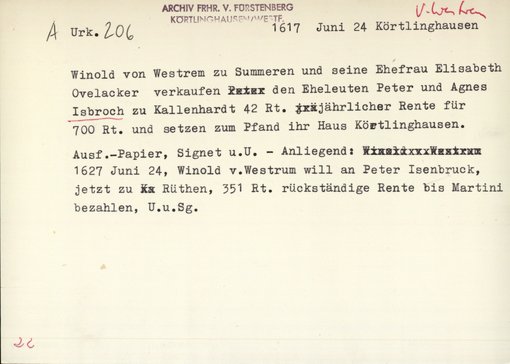 ARCHIV FRHR. V. FÜRSTENBERG
KÖRTLINGHAUSEN/WESTF.
v. Westrem
A Urk. 206
1617 Juni 24 Körtlinghausen
Winold von Westrem zu Summeren und seine Ehefrau Elisabeth
Ovelacker verkaufen den Eheleuten Peter und Agnes
Isbroch zu Kallenhardt 42 Rt. jährlicher Rente für
700 Rt. und setzen zum Pfand ihr Haus Körtlinghausen.
Ausf.-Papier, Signet u.U. - Anliegend:
1627 Juni 24, Winold v.Westrum will an Peter Isenbruck,
jetzt zu Rüthen, 351 Rt. rückständige Rente bis Martini
bezahlen, U.u.Sg.